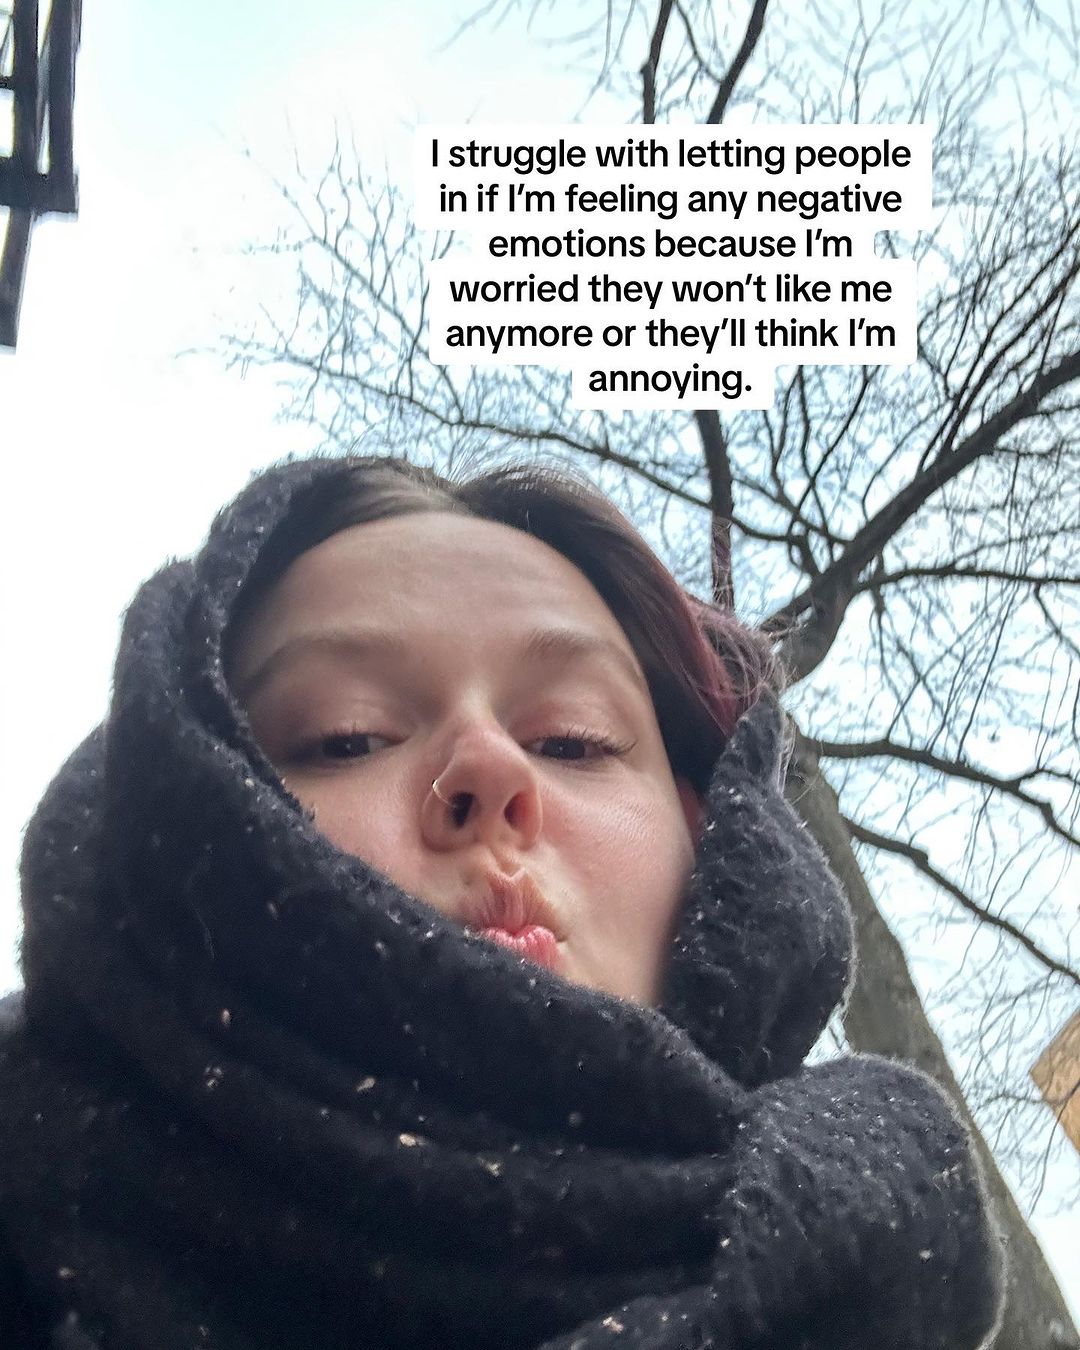 I struggle with letting people
in if I’m feeling any negative
emotions because I’m
worried they won’t like me
anymore or they’ll think I’m
annoying.